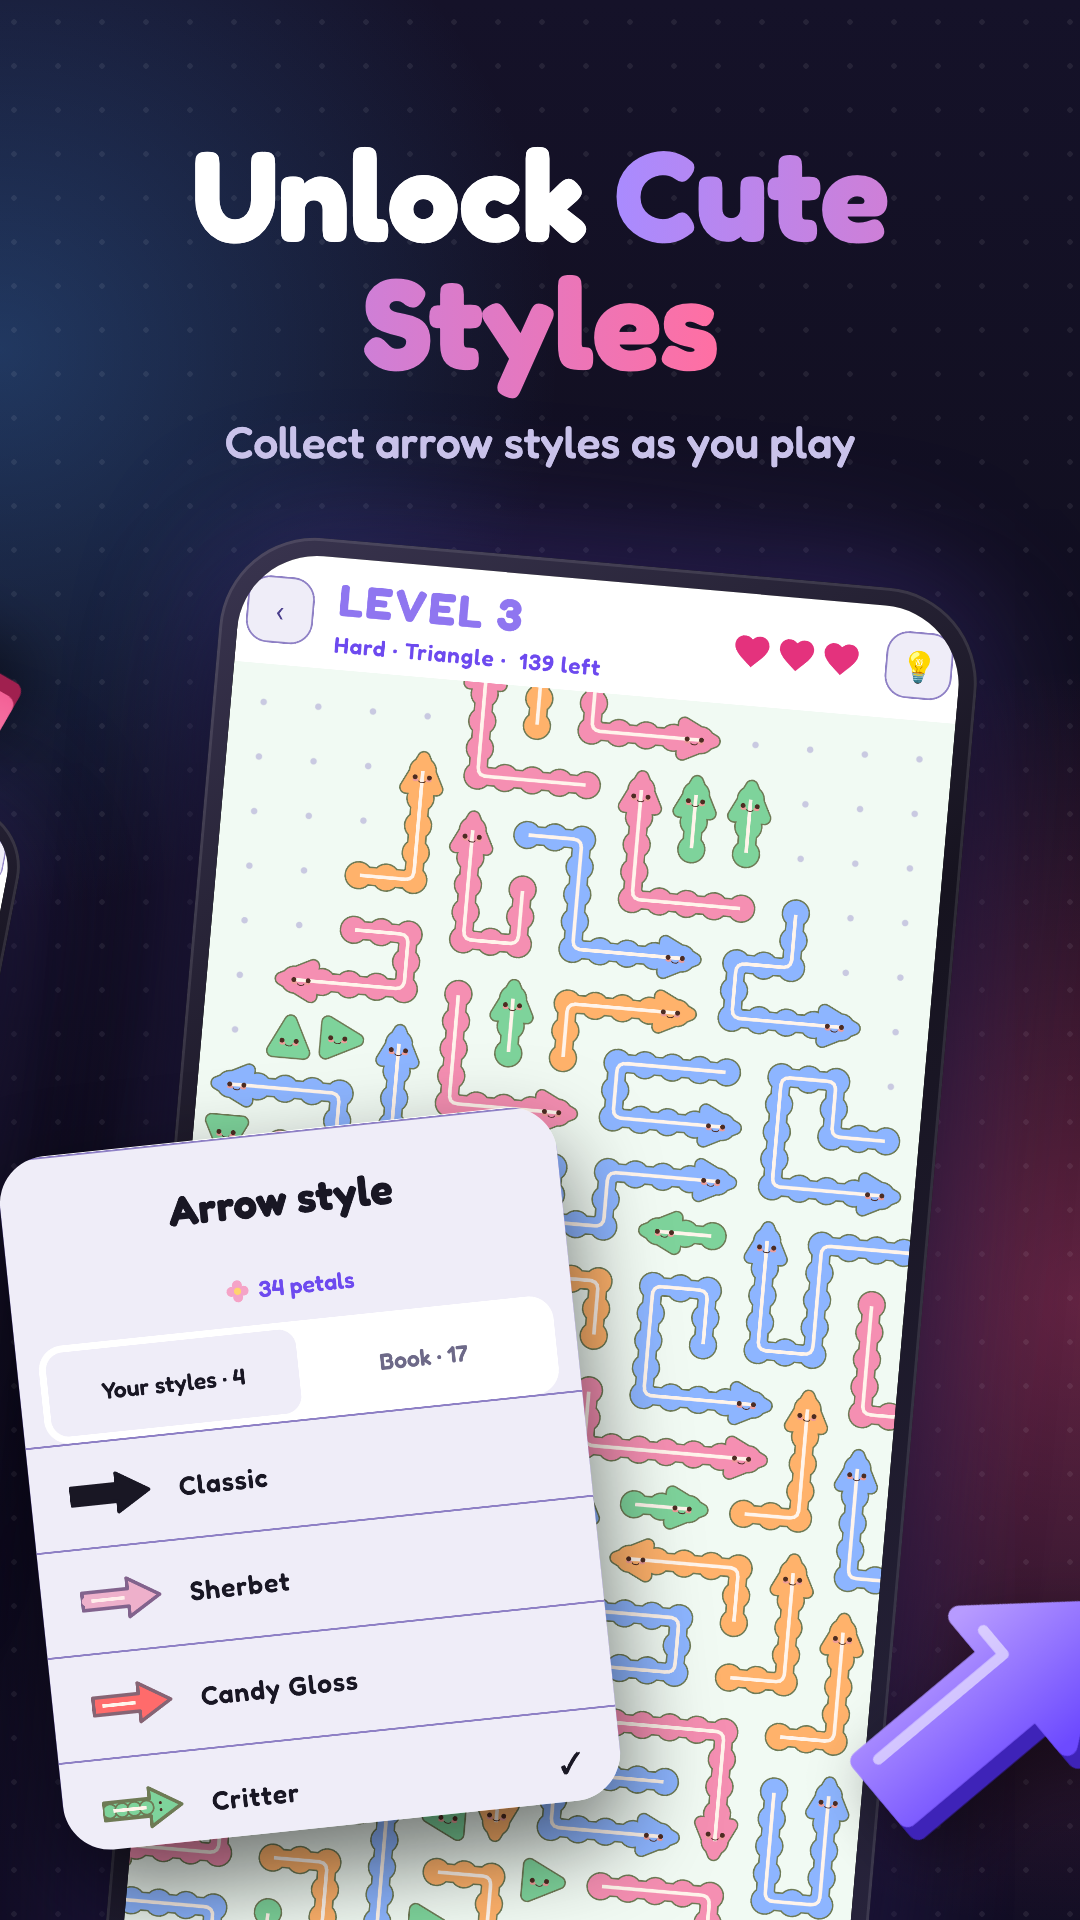 Unlock Cute
Styles
Collect arrow styles as you play
‹
LEVEL 3
Hard · Triangle · 139 left
Arrow style
34 petals
Your styles · 4
Book · 17
Classic
Sherbet
Candy Gloss
Critter ✓